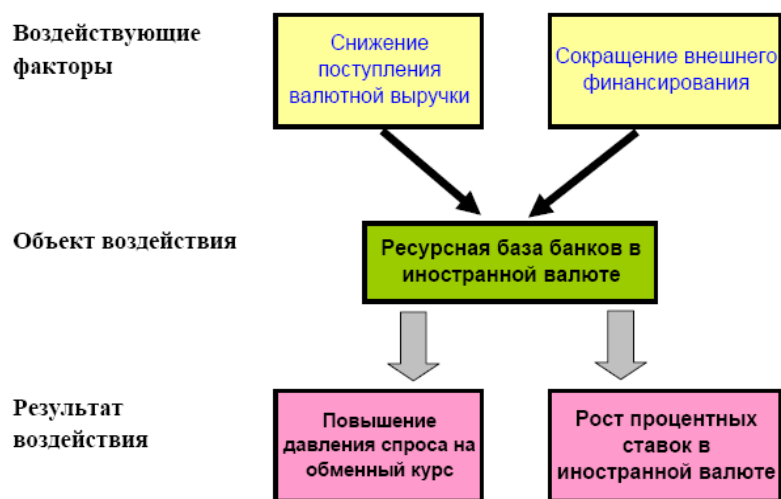 Воздействующие
факторы
Снижение
поступления
валютной выручки
Сокращение внешнего
финансирования
Объект воздействия
Ресурсная база банков в
иностранной валюте
Результат
воздействия
Повышение
давления спроса на
обменный курс
Рост процентных
ставок в
иностранной валюте